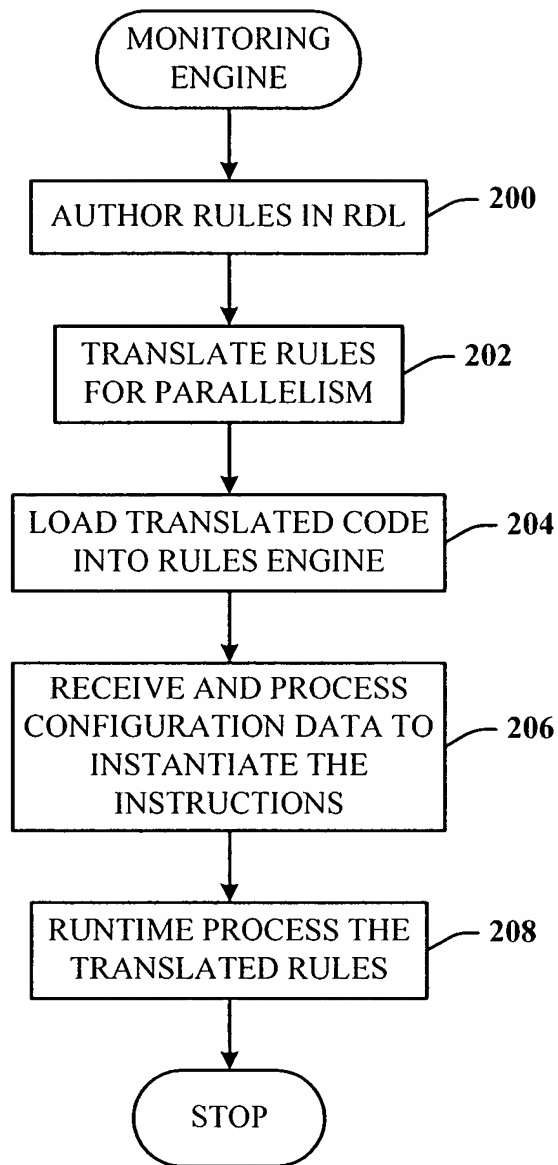 MONITORING
ENGINE
AUTHOR RULES IN RDL
200
TRANSLATE RULES
FOR PARALLELISM
202
LOAD TRANSLATED CODE
INTO RULES ENGINE
204
RECEIVE AND PROCESS
CONFIGURATION DATA TO
INSTANTIATE THE
INSTRUCTIONS
206
RUNTIME PROCESS THE
TRANSLATED RULES
208
STOP